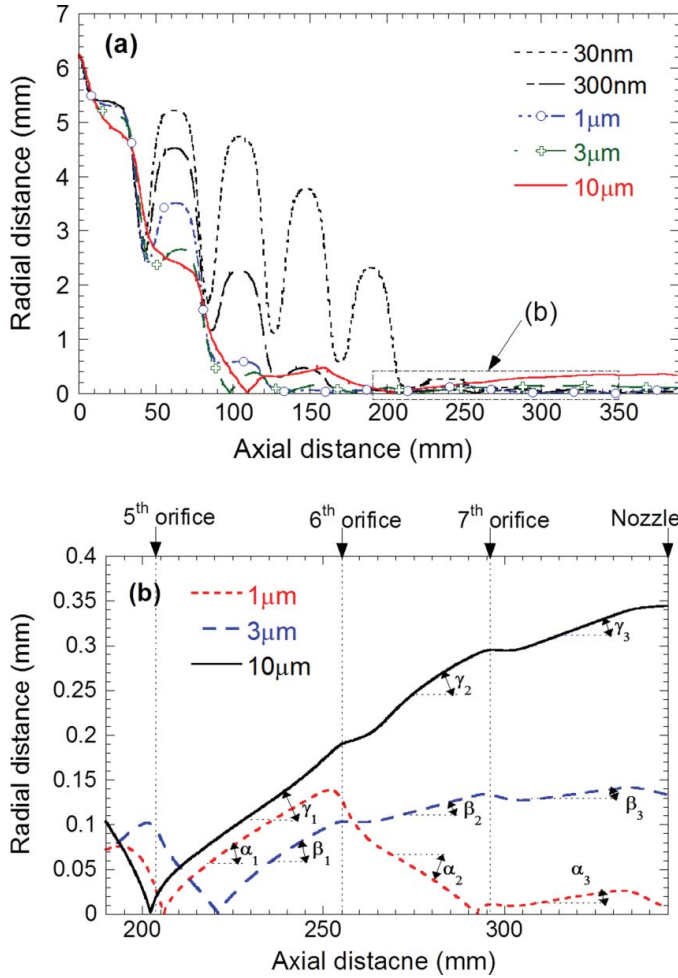 (a)
30nm
300nm
1μm
3μm
10μm
(b)
7
6
5
4
3
2
1
0
Radial distance (mm)
0 50 100 150 200 250 300 350
Axial distance (mm)
5th orifice 6th orifice 7th orifice Nozzle
(b)
1μm
3μm
10μm
0.4
0.35
0.3
0.25
0.2
0.15
0.1
0.05
0
Radial distance (mm)
γ3
γ2
γ1
β2
β3
α1
β1
α2
α3
200 250 300
Axial distacne (mm)